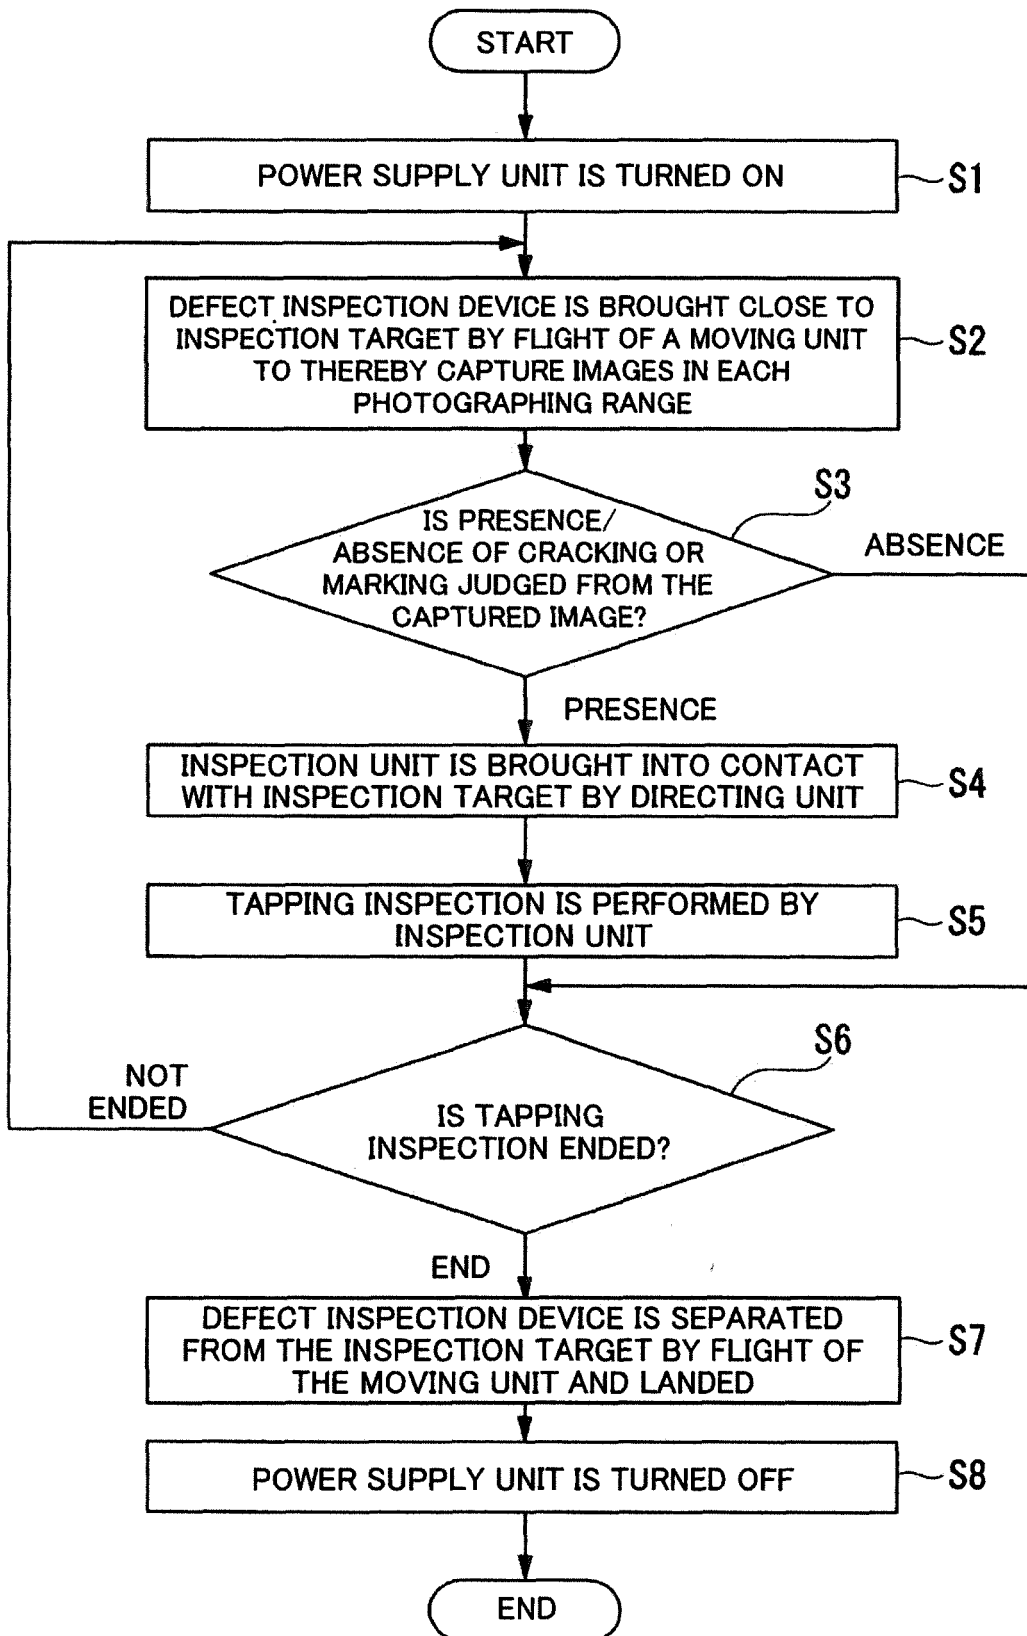 START
POWER SUPPLY UNIT IS TURNED ON
S1
DEFECT INSPECTION DEVICE IS BROUGHT CLOSE TO
INSPECTION TARGET BY FLIGHT OF A MOVING UNIT
TO THEREBY CAPTURE IMAGES IN EACH
PHOTOGRAPHING RANGE
S2
S3
IS PRESENCE/
ABSENCE OF CRACKING OR
MARKING JUDGED FROM THE
CAPTURED IMAGE?
ABSENCE
PRESENCE
INSPECTION UNIT IS BROUGHT INTO CONTACT
WITH INSPECTION TARGET BY DIRECTING UNIT
S4
TAPPING INSPECTION IS PERFORMED BY
INSPECTION UNIT
S5
S6
NOT
ENDED
IS TAPPING
INSPECTION ENDED?
END
DEFECT INSPECTION DEVICE IS SEPARATED
FROM THE INSPECTION TARGET BY FLIGHT OF
THE MOVING UNIT AND LANDED
S7
POWER SUPPLY UNIT IS TURNED OFF
S8
END